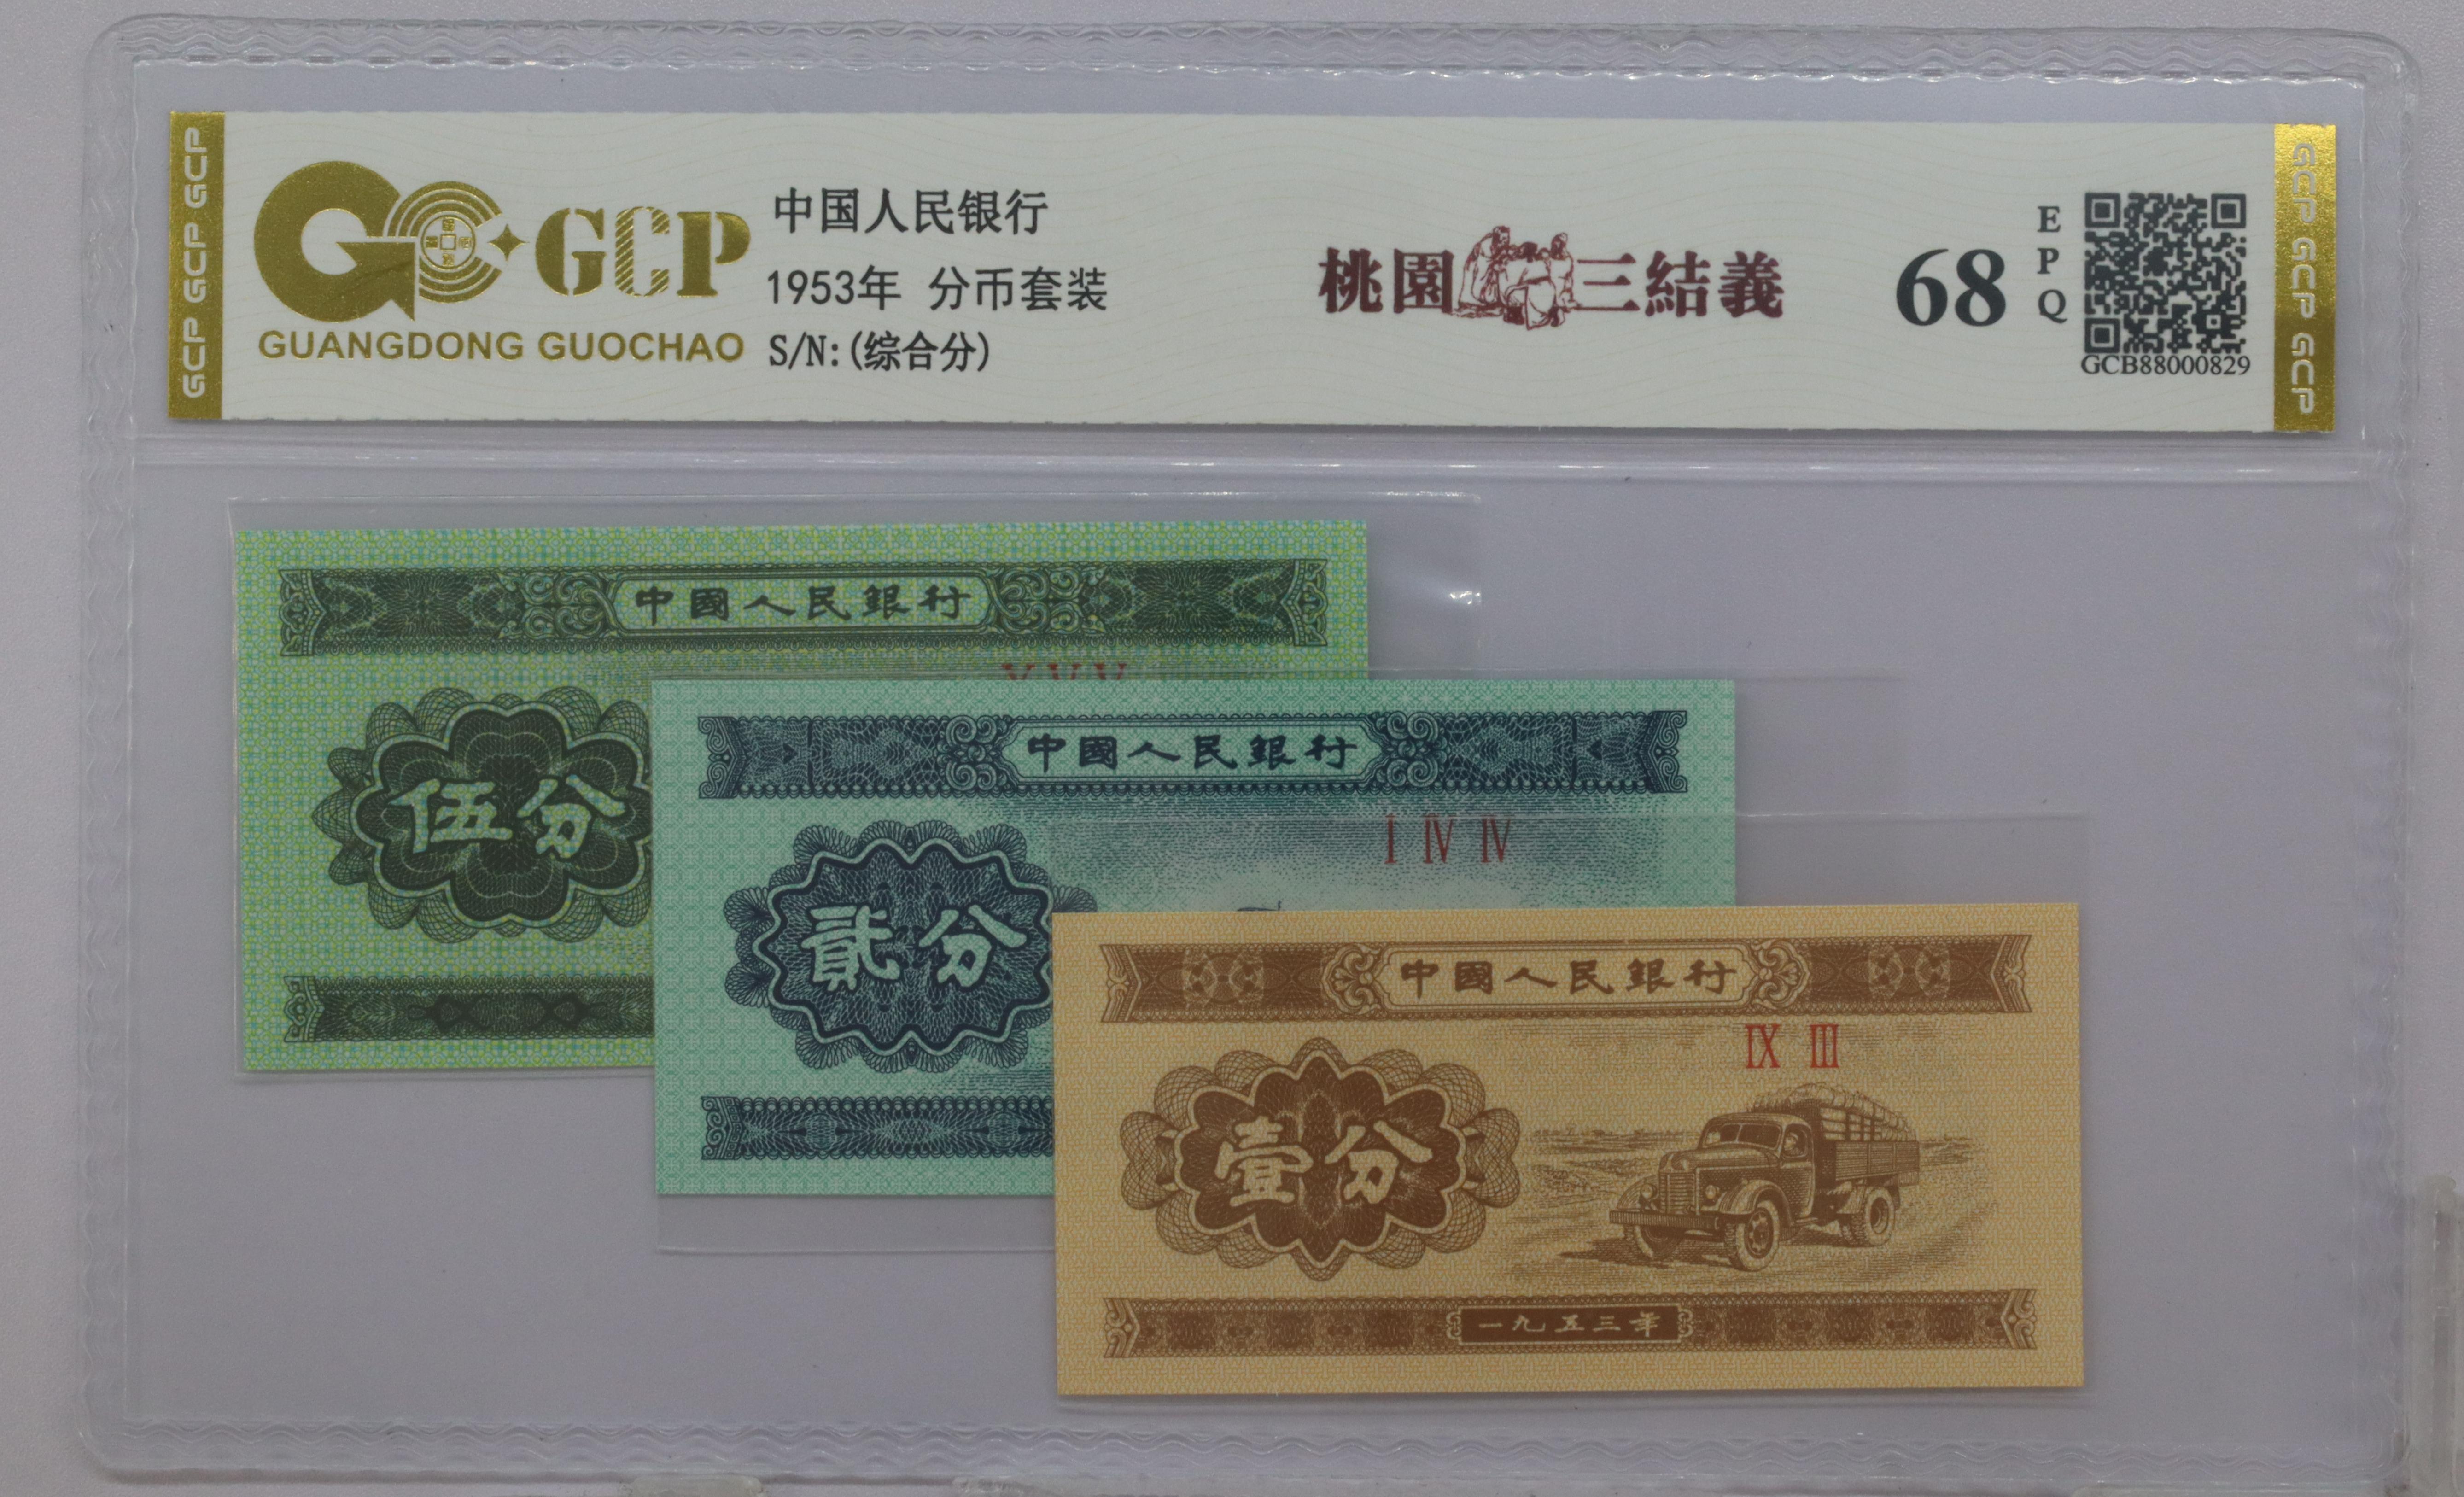 GCP GCP GCP
GCP
GUANGDONG GUOCHAO
中国人民银行
1953年 分币套装
S/N:(综合分)
桃園三結義
68
EPQ
GCB88000829
GCP GCP GCP
中國人民銀行
伍分
中國人民銀行
I IV IV
貳分
中國人民銀行
IX III
壹分
一九五三年